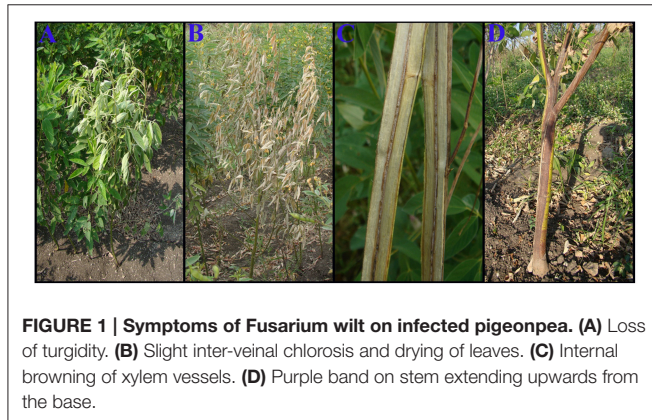 A B C D
FIGURE 1 | Symptoms of Fusarium wilt on infected pigeonpea. (A) Loss
of turgidity. (B) Slight inter-veinal chlorosis and drying of leaves. (C) Internal
browning of xylem vessels. (D) Purple band on stem extending upwards from
the base.